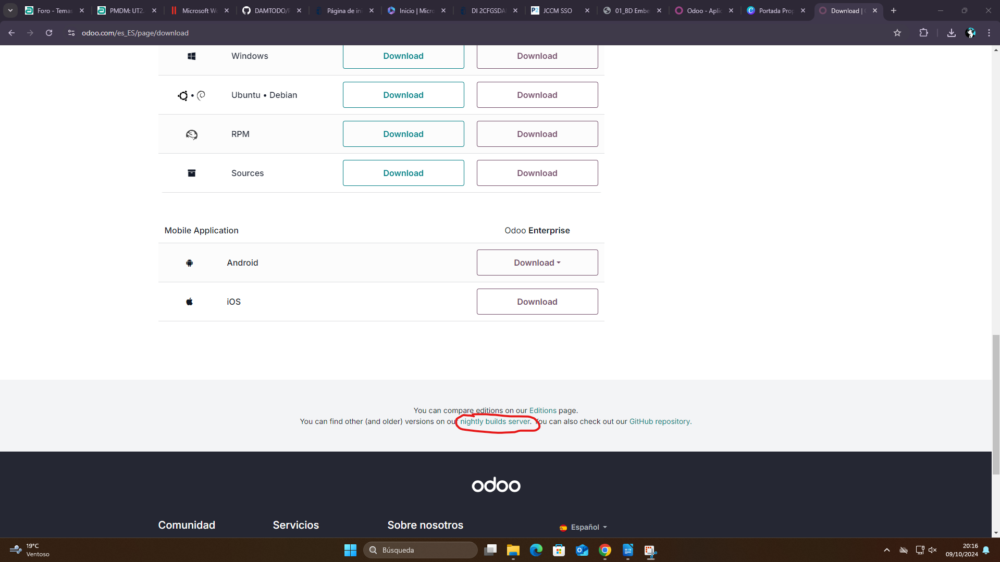 Foro - Temas
PMDM: UT2.
Microsoft Wo
DAMTODO/P
Página de ini
Inicio | Micro
DI 2CFGSDA
JCCM SSO
01_BD Embe
Odoo - Aplic
Portada Prop
Download |
odoo.com/es_ES/page/download
Windows Download Download
Ubuntu • Debian Download Download
RPM Download Download
Sources Download Download
Mobile Application Odoo Enterprise
Android Download
iOS Download
You can compare editions on our Editions page.
You can find other (and older) versions on our nightly builds server. You can also check out our GitHub repository.
odoo
Comunidad Servicios Sobre nosotros Español
19°C
Ventoso
Búsqueda
20:16
09/10/2024